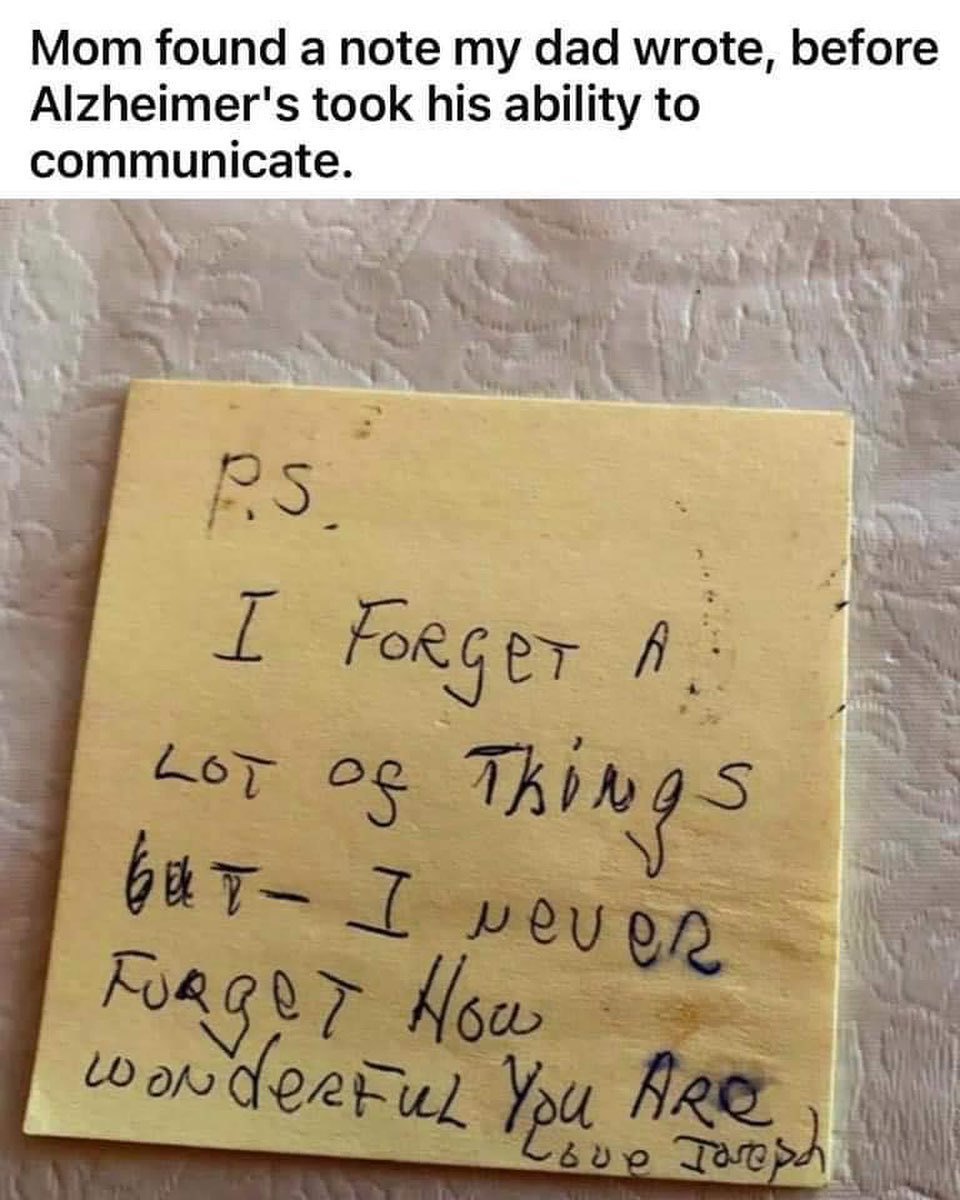 Mom found a note my dad wrote, before
Alzheimer's took his ability to
communicate.
P.S.
I FORgeT A
LOT of Things
buT- I never
FORgeT How
wonderFuL You ARe
Love Joseph